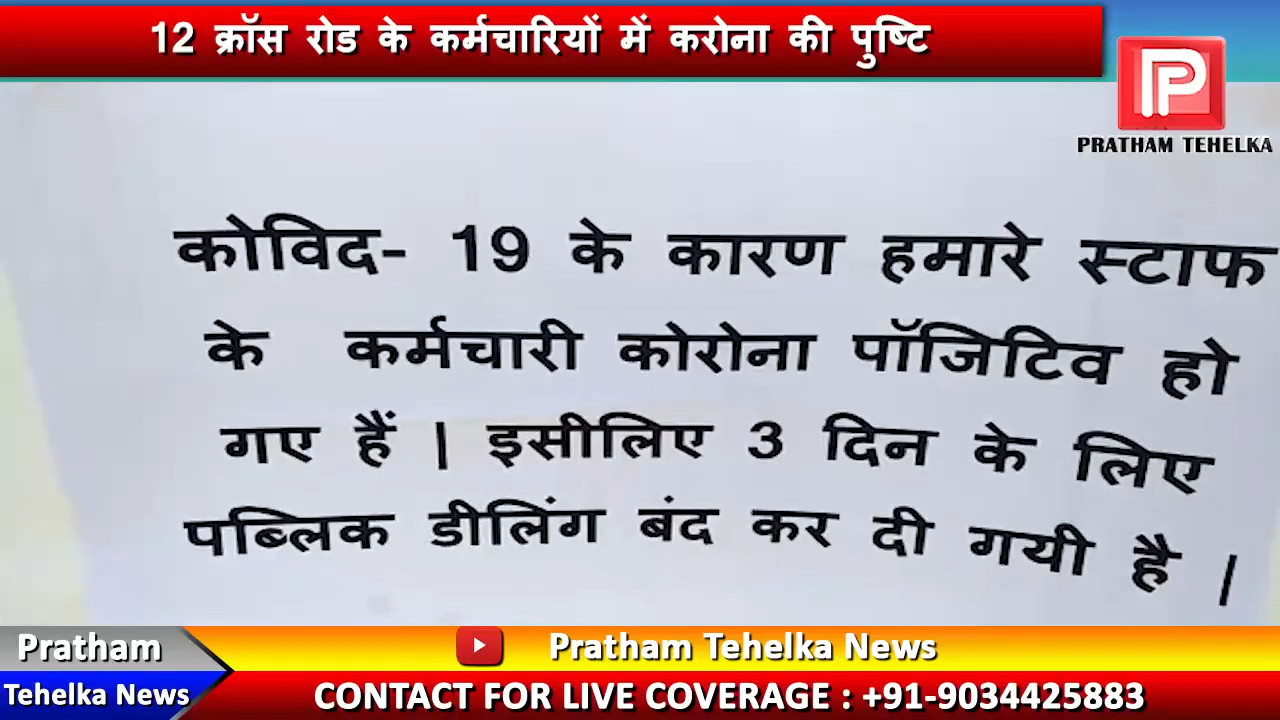 12 क्रॉस रोड के कर्मचारियों में करोना की पुष्टि
PRATHAM TEHELKA
कोविद- 19 के कारण हमारे स्टाफ
के कर्मचारी कोरोना पॉजिटिव हो
गए हैं | इसीलिए 3 दिन के लिए
पब्लिक डीलिंग बंद कर दी गयी है |
Pratham
Pratham Tehelka News
Tehelka News
CONTACT FOR LIVE COVERAGE : +91-9034425883